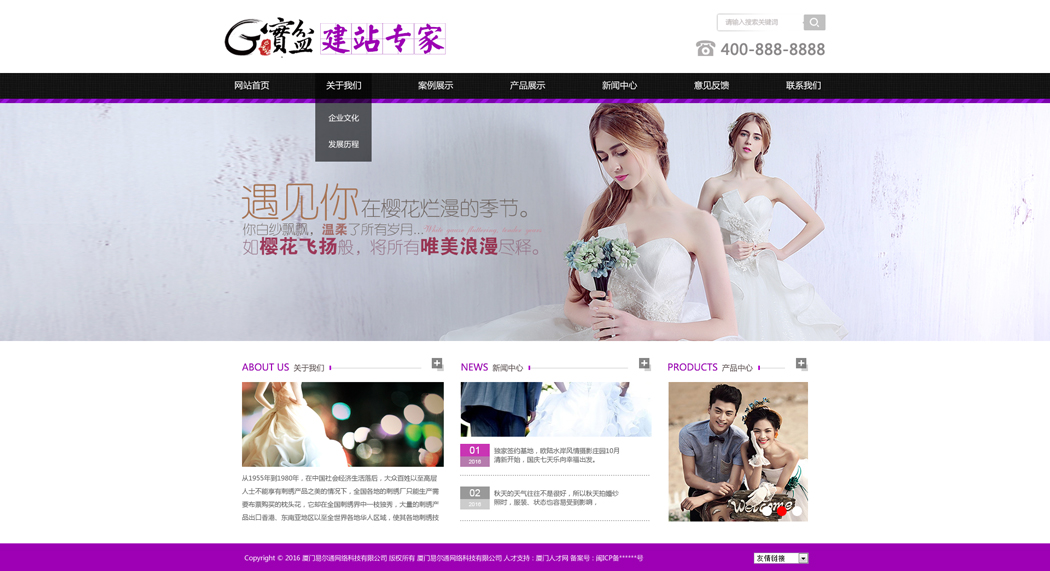 寶盆 建站专家
请输入搜索关键词
400-888-8888
网站首页 关于我们 案例展示 产品展示 新闻中心 意见反馈 联系我们
企业文化
发展历程
遇见你在樱花烂漫的季节。
你白纱飘飘，温柔了所有岁月...
如樱花飞扬般，将所有唯美浪漫尽释。
ABOUT US 关于我们
从1955年到1980年，在中国社会经济生活落后，大众百姓以至高层
人士不能享有刺绣产品之美的情况下，全国各地的刺绣厂只能生产需
要布票购买的枕头花，它却在全国刺绣界中一枝独秀，大量的刺绣产
品出口香港、东南亚地区以至全世界各地华人区域，使其各地刺绣技
NEWS 新闻中心
01 独家签约基地，欧陆水岸风情摄影庄园10月
2016 清新开始，国庆七天乐向幸福出发。
02 秋天的天气往往不是很好，所以秋天拍婚纱
2016 照时，服装、状态也容易受到影响，
PRODUCTS 产品中心
Welcome
Copyright © 2016 厦门易尔通网络科技有限公司 版权所有 厦门易尔通网络科技有限公司 人才支持：厦门人才网 备案号：闽ICP备******号
友情链接